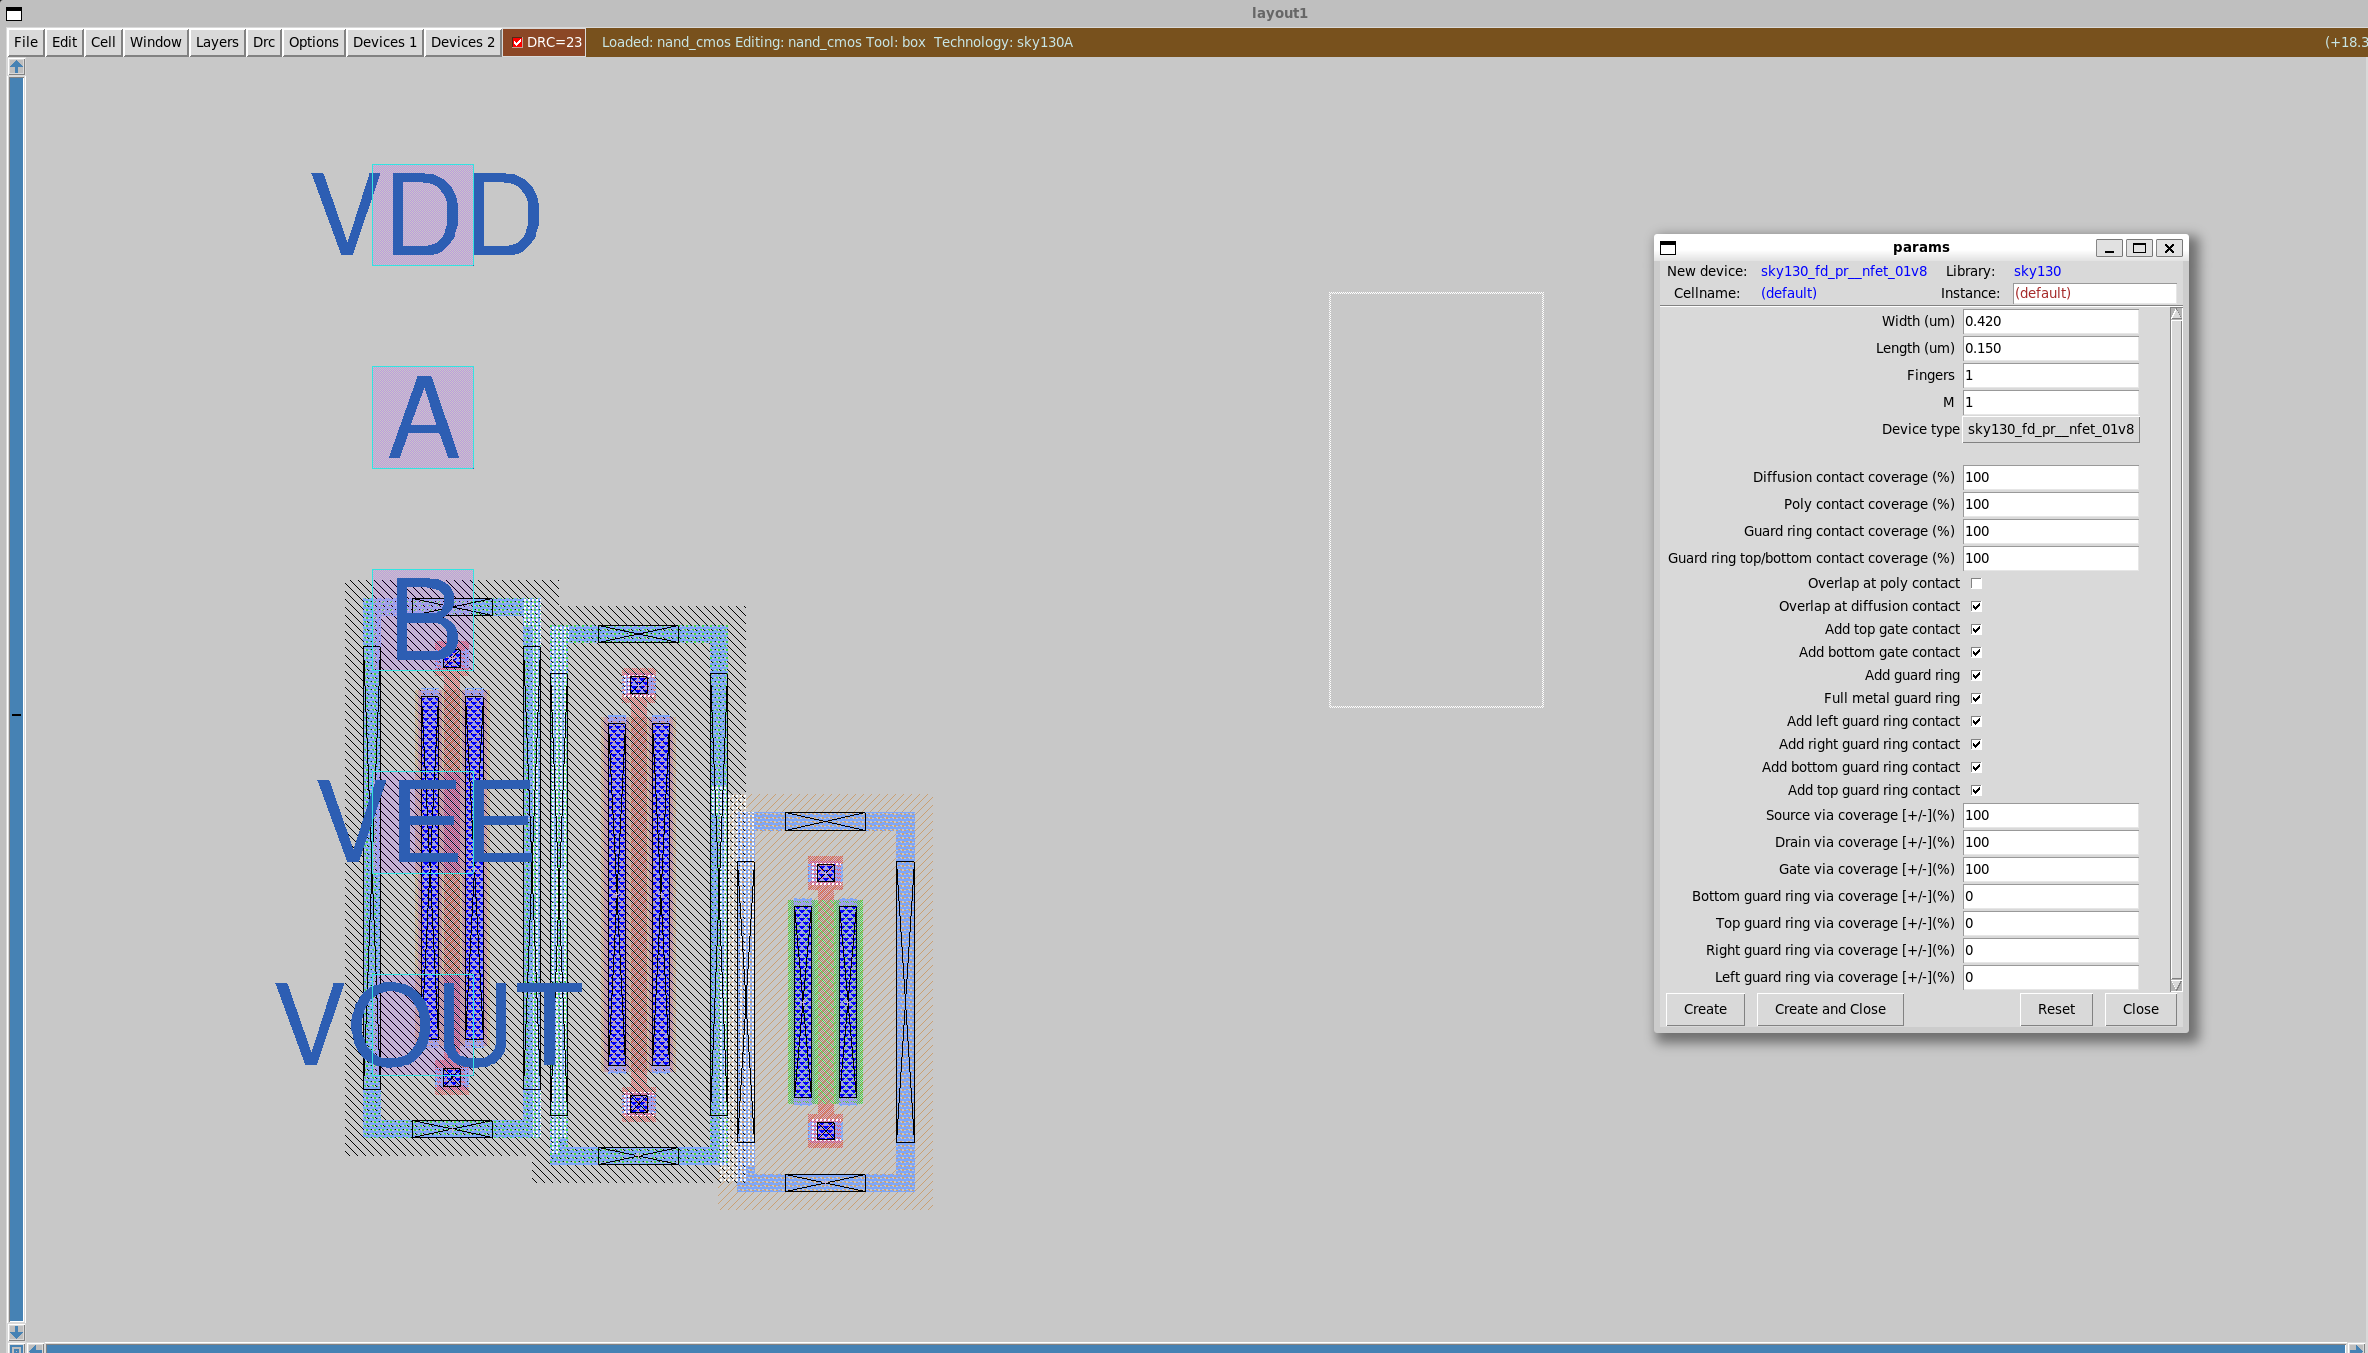 layout1
File Edit Cell Window Layers Drc Options Devices 1 Devices 2 DRC=23 Loaded: nand_cmos Editing: nand_cmos Tool: box Technology: sky130A (+18.3
VDD
A
B
VEE
VOUT
params
New device: sky130_fd_pr__nfet_01v8 Library: sky130
Cellname: (default) Instance: (default)
Width (um) 0.420
Length (um) 0.150
Fingers 1
M 1
Device type sky130_fd_pr__nfet_01v8
Diffusion contact coverage (%) 100
Poly contact coverage (%) 100
Guard ring contact coverage (%) 100
Guard ring top/bottom contact coverage (%) 100
Overlap at poly contact
Overlap at diffusion contact
Add top gate contact
Add bottom gate contact
Add guard ring
Full metal guard ring
Add left guard ring contact
Add right guard ring contact
Add bottom guard ring contact
Add top guard ring contact
Source via coverage [+/-](%) 100
Drain via coverage [+/-](%) 100
Gate via coverage [+/-](%) 100
Bottom guard ring via coverage [+/-](%) 0
Top guard ring via coverage [+/-](%) 0
Right guard ring via coverage [+/-](%) 0
Left guard ring via coverage [+/-](%) 0
Create Create and Close Reset Close